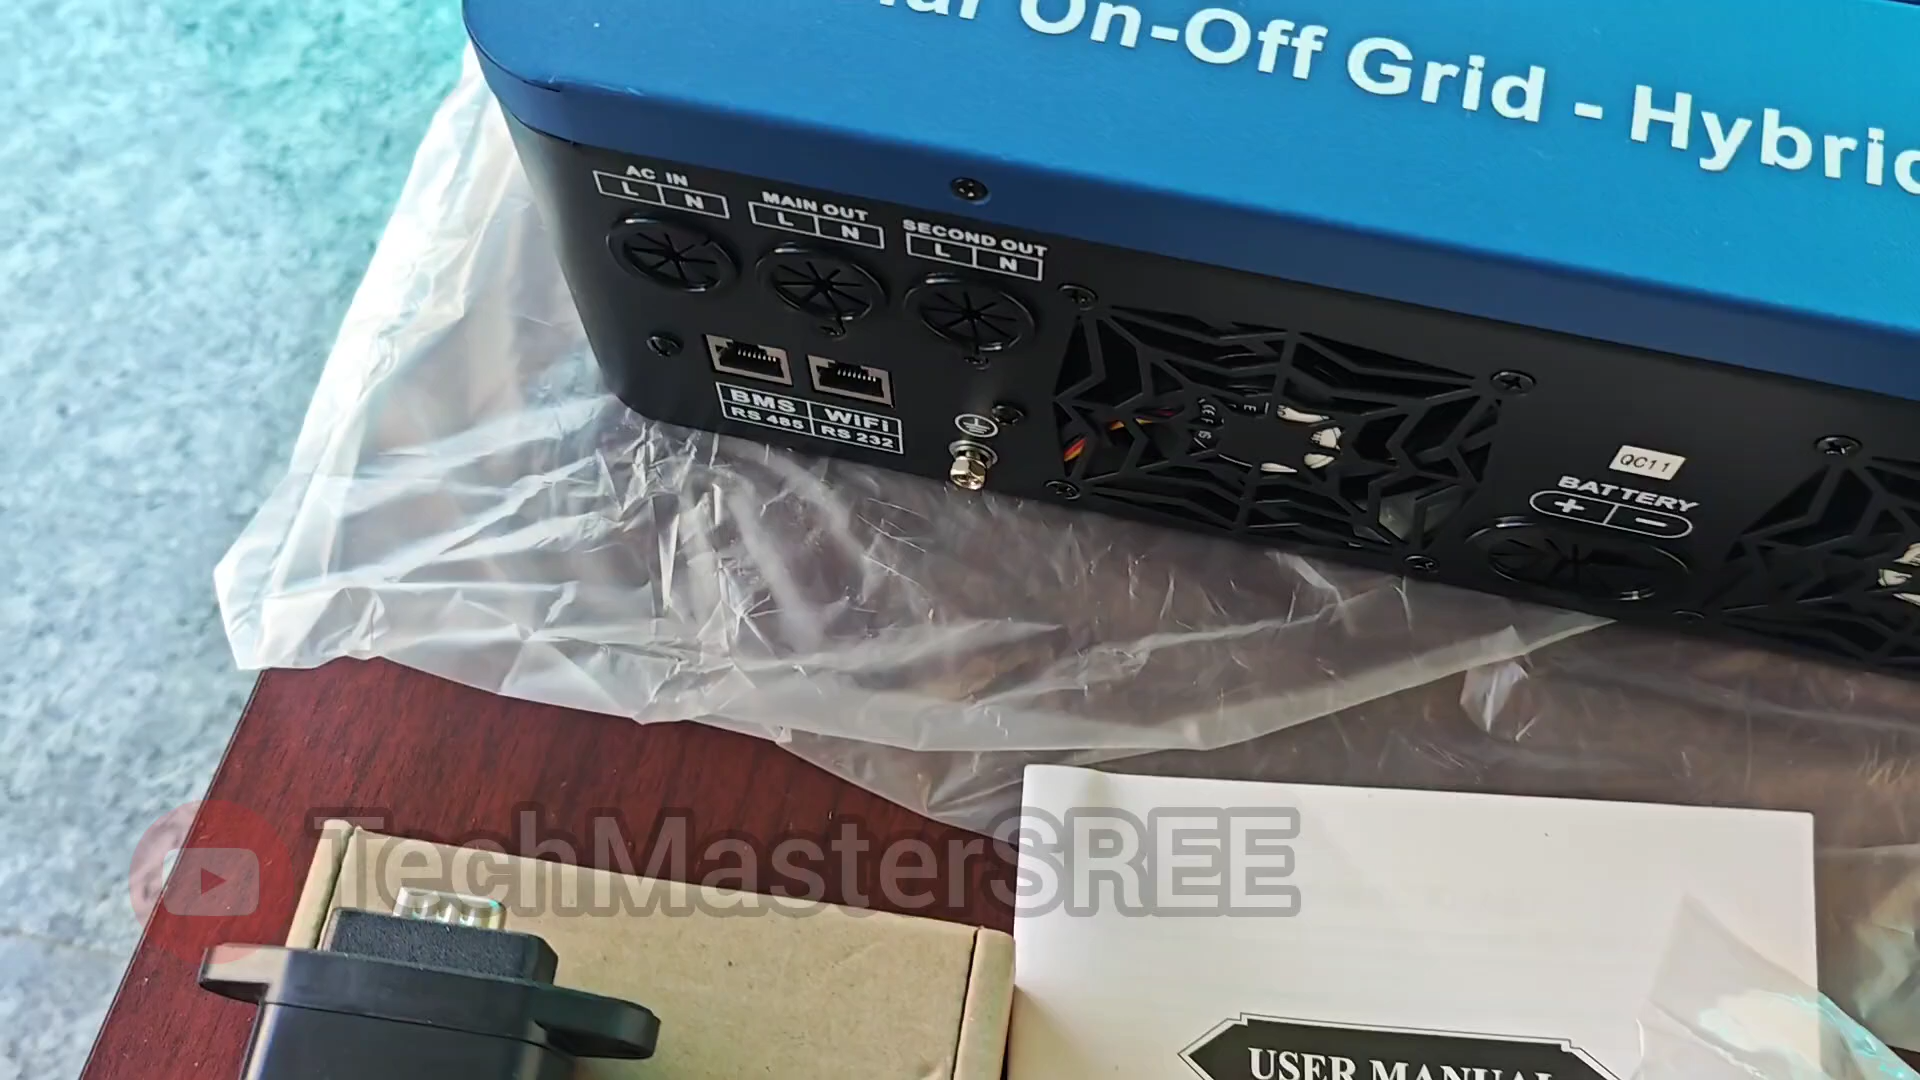 On-Off Grid - Hybrid
AC IN
L N
MAIN OUT
L N
SECOND OUT
L N
BMS WiFi
RS 485 RS 232
QC11
BATTERY
+ −
TechMasterSREE
USER MANUAL